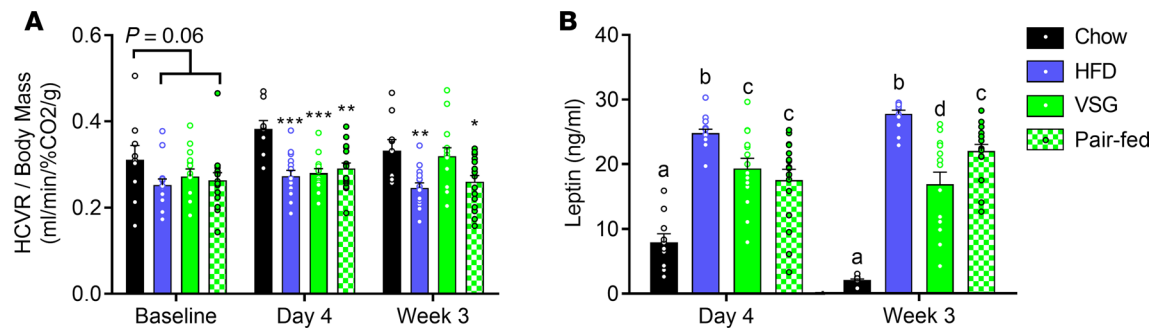 A
HCVR / Body Mass
(ml/min/%CO2/g)
0.6
0.4
0.2
0.0
P = 0.06
***
***
**
**
*
Baseline
Day 4
Week 3
B
Leptin (ng/ml)
40
30
20
10
0
a
b
c
c
a
b
d
c
Day 4
Week 3
Chow
HFD
VSG
Pair-fed